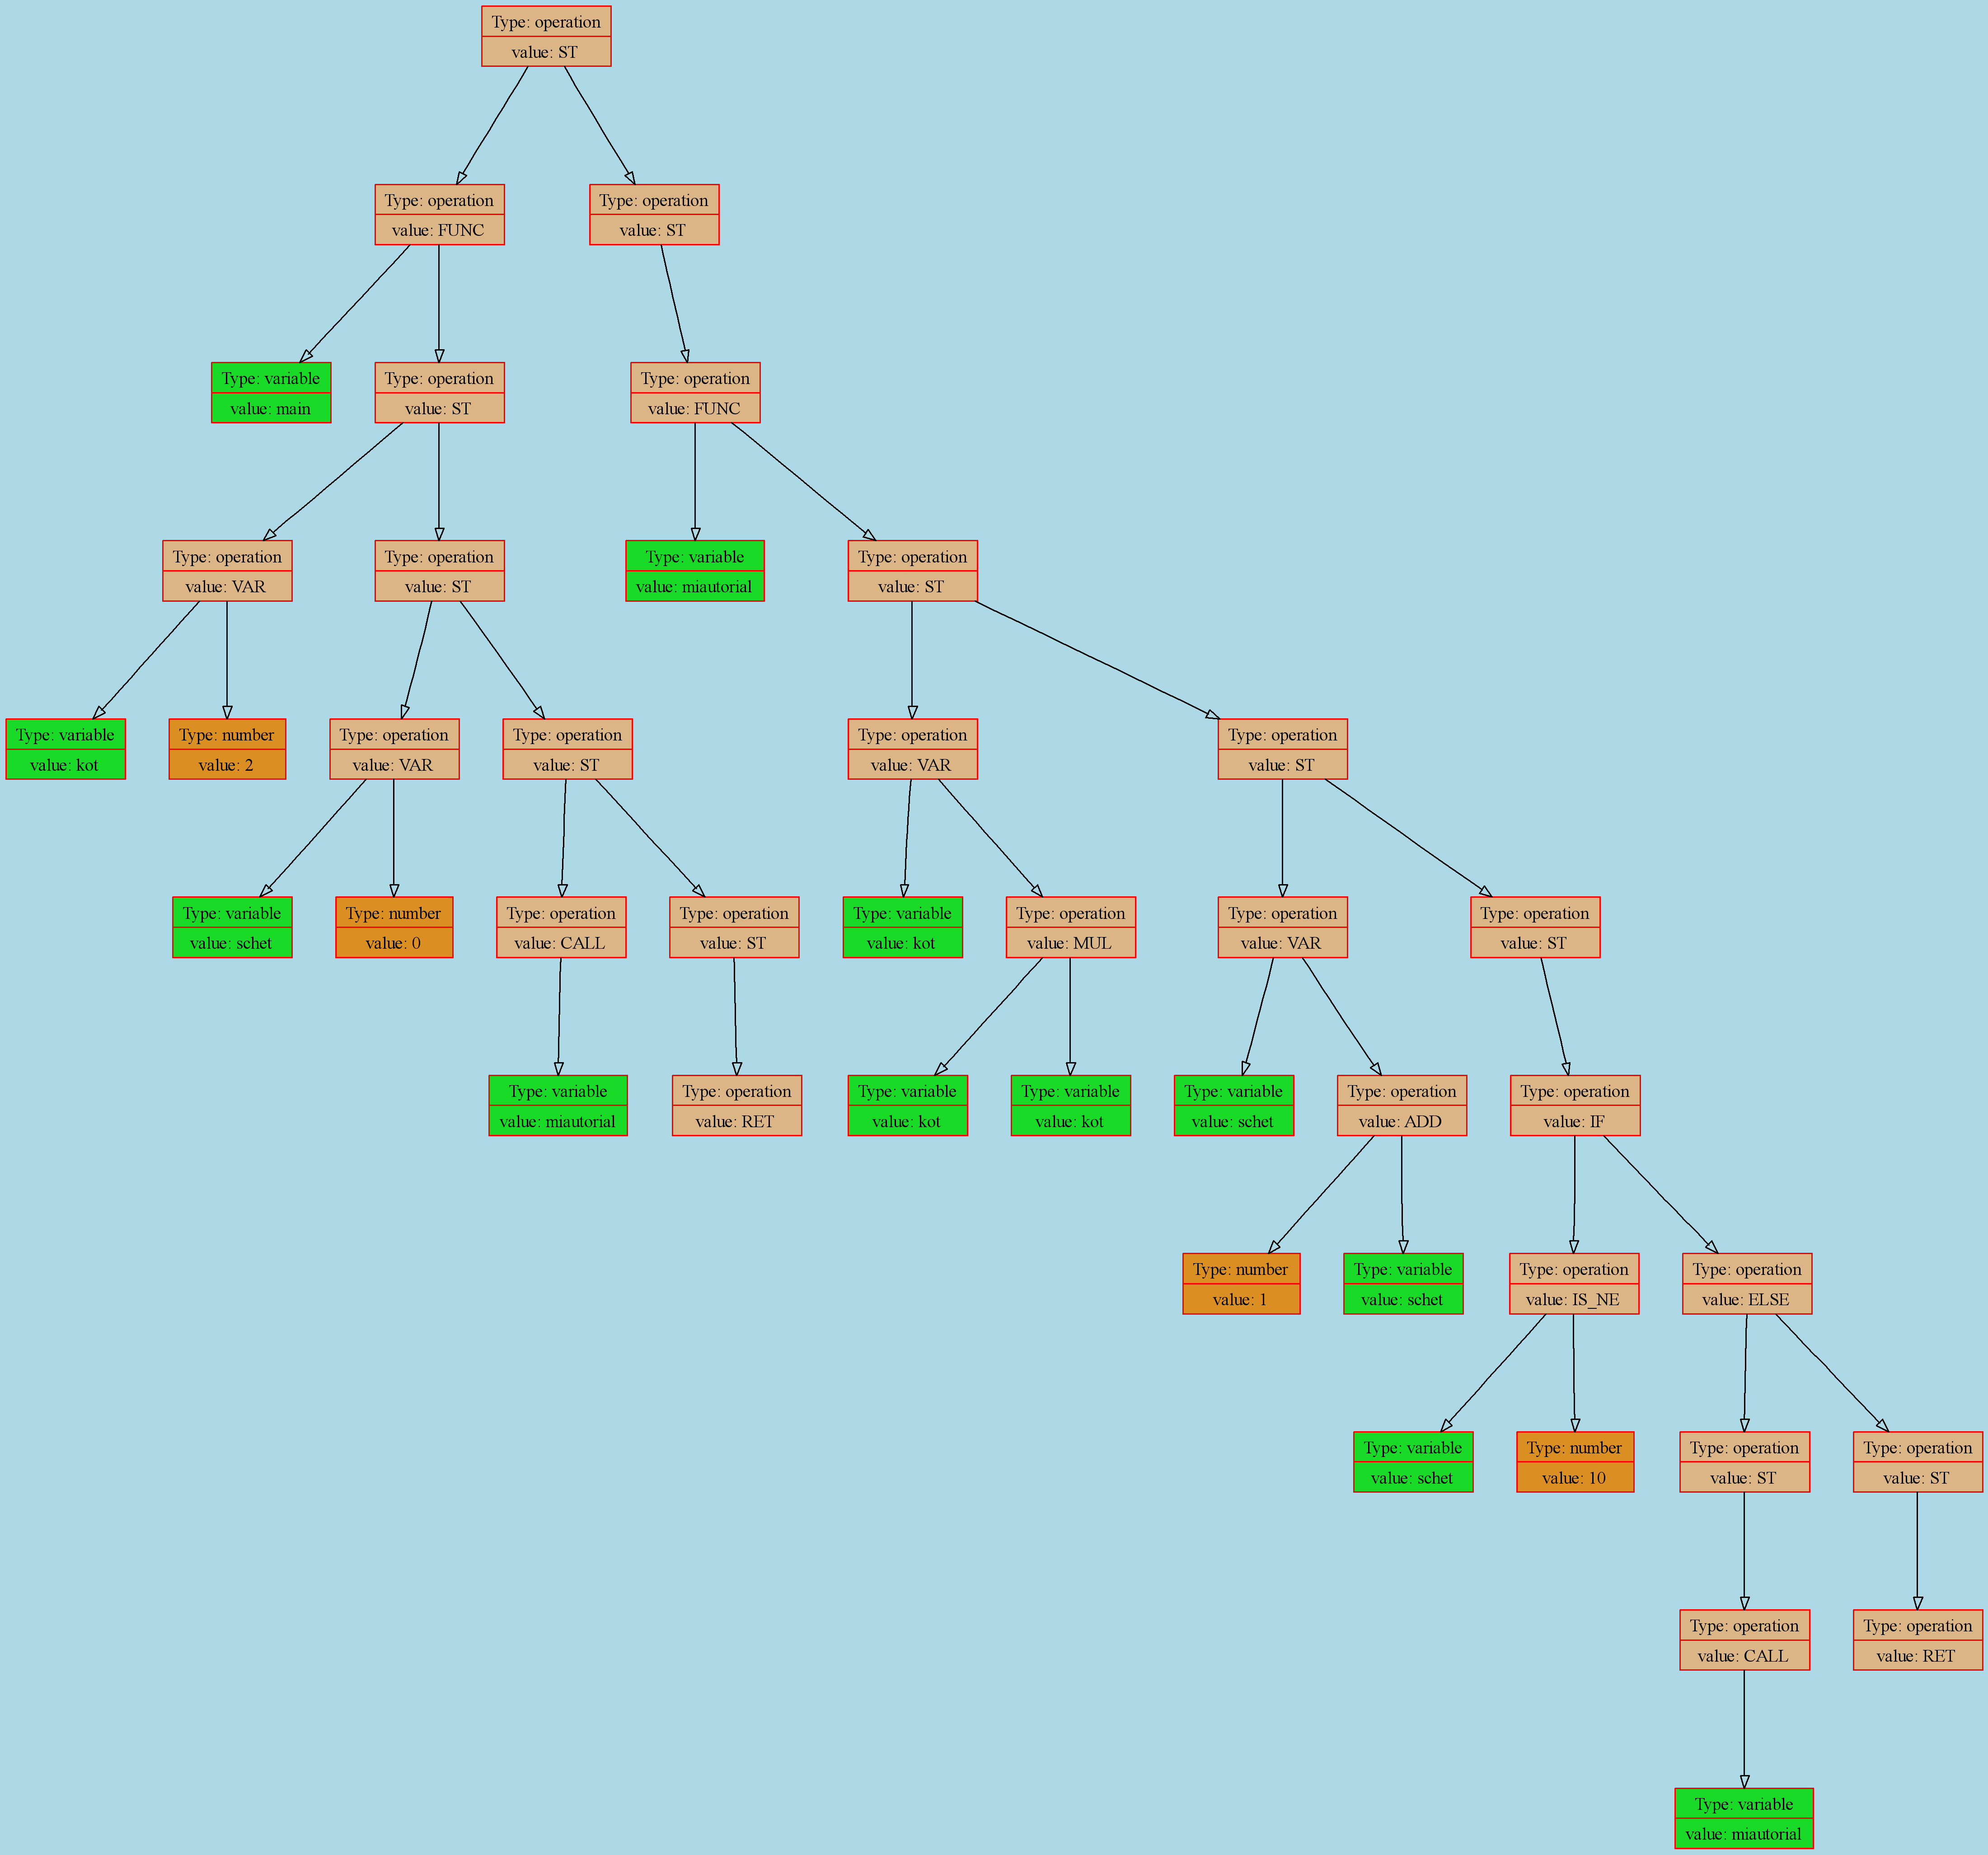 Type: operation
value: ST
Type: operation
value: FUNC
Type: operation
value: ST
Type: variable
value: main
Type: operation
value: ST
Type: operation
value: FUNC
Type: operation
value: VAR
Type: operation
value: ST
Type: variable
value: miautorial
Type: operation
value: ST
Type: variable
value: kot
Type: number
value: 2
Type: operation
value: VAR
Type: operation
value: ST
Type: operation
value: VAR
Type: operation
value: ST
Type: variable
value: schet
Type: number
value: 0
Type: operation
value: CALL
Type: operation
value: ST
Type: variable
value: kot
Type: operation
value: MUL
Type: operation
value: VAR
Type: operation
value: ST
Type: variable
value: miautorial
Type: operation
value: RET
Type: variable
value: kot
Type: variable
value: kot
Type: variable
value: schet
Type: operation
value: ADD
Type: operation
value: IF
Type: number
value: 1
Type: variable
value: schet
Type: operation
value: IS_NE
Type: operation
value: ELSE
Type: variable
value: schet
Type: number
value: 10
Type: operation
value: ST
Type: operation
value: ST
Type: operation
value: CALL
Type: operation
value: RET
Type: variable
value: miautorial